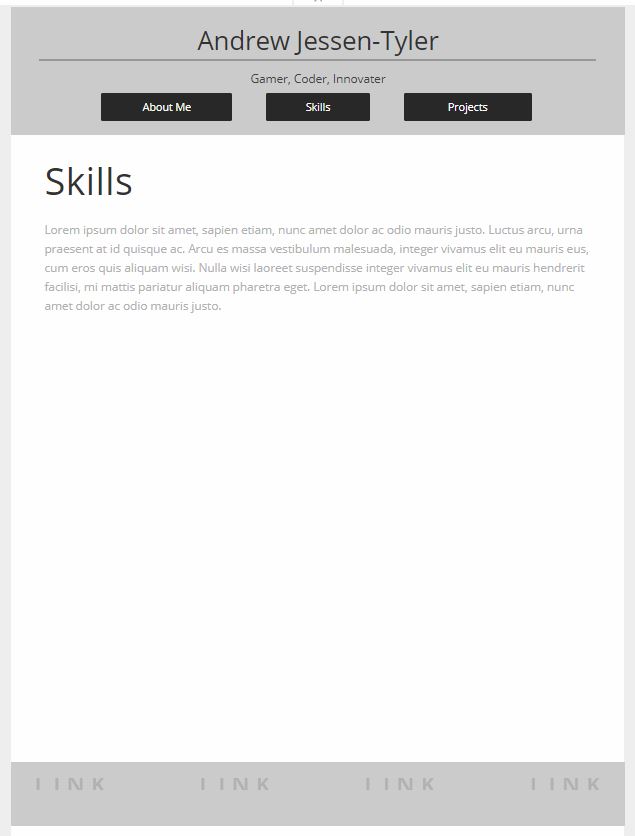 Andrew Jessen-Tyler
Gamer, Coder, Innovater
About Me Skills Projects
Skills
Lorem ipsum dolor sit amet, sapien etiam, nunc amet dolor ac odio mauris justo. Luctus arcu, urna
praesent at id quisque ac. Arcu es massa vestibulum malesuada, integer vivamus elit eu mauris eus,
cum eros quis aliquam wisi. Nulla wisi laoreet suspendisse integer vivamus elit eu mauris hendrerit
facilisi, mi mattis pariatur aliquam pharetra eget. Lorem ipsum dolor sit amet, sapien etiam, nunc
amet dolor ac odio mauris justo.
LINK LINK LINK LINK